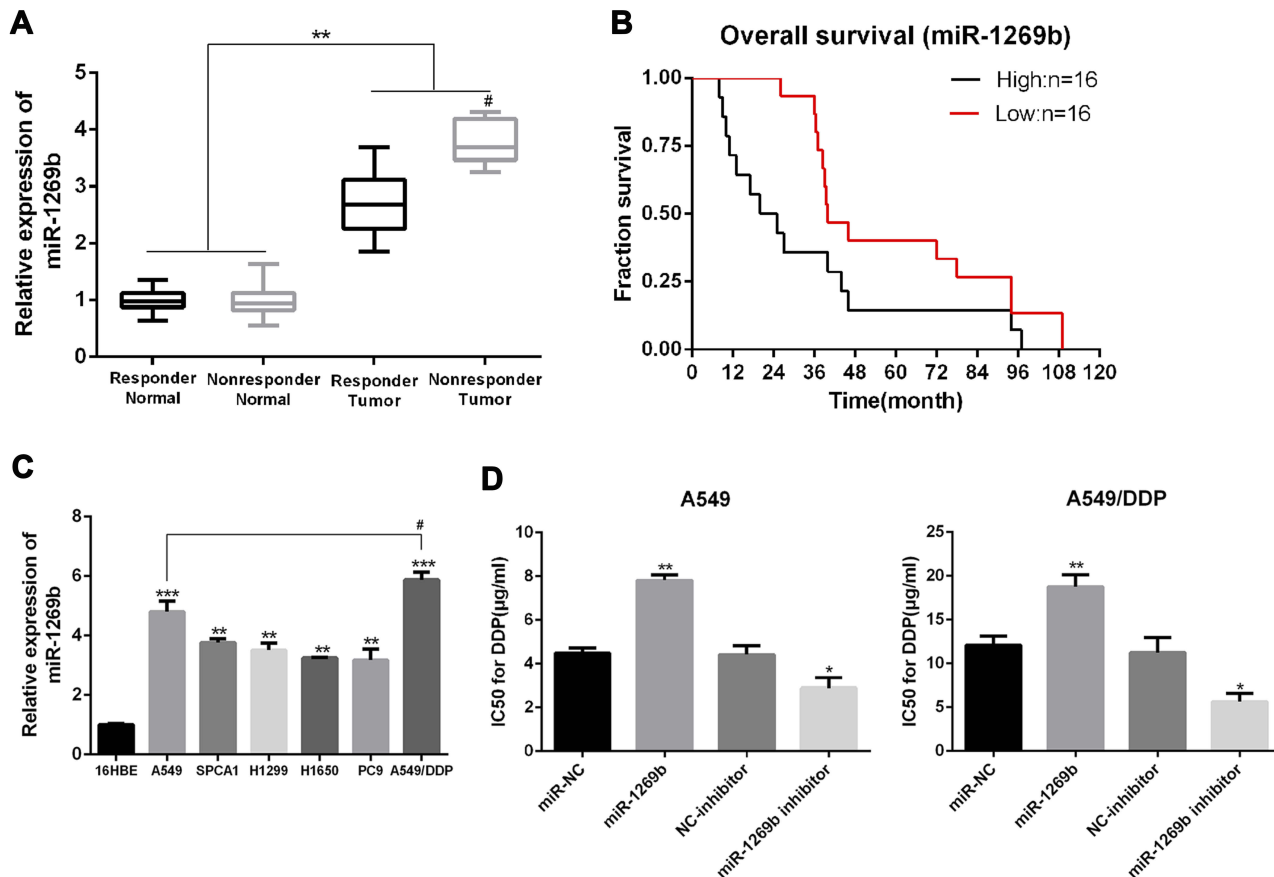 A
**
Relative expression of
miR-1269b
5
4
3
2
1
0
#
Responder
Normal
Nonresponder
Normal
Responder
Tumor
Nonresponder
Tumor
B
Overall survival (miR-1269b)
Fraction survival
1.00
0.75
0.50
0.25
0.00
High:n=16
Low:n=16
0 12 24 36 48 60 72 84 96 108 120
Time(month)
C
Relative expression of
miR-1269b
8
6
4
2
0
#
***
**
**
**
**
***
16HBE A549 SPCA1 H1299 H1650 PC9 A549/DDP
D
A549
IC50 for DDP(μg/ml)
10
8
6
4
2
0
**
*
miR-NC
miR-1269b
NC-inhibitor
miR-1269b inhibitor
A549/DDP
IC50 for DDP(μg/ml)
25
20
15
10
5
0
**
*
miR-NC
miR-1269b
NC-inhibitor
miR-1269b inhibitor